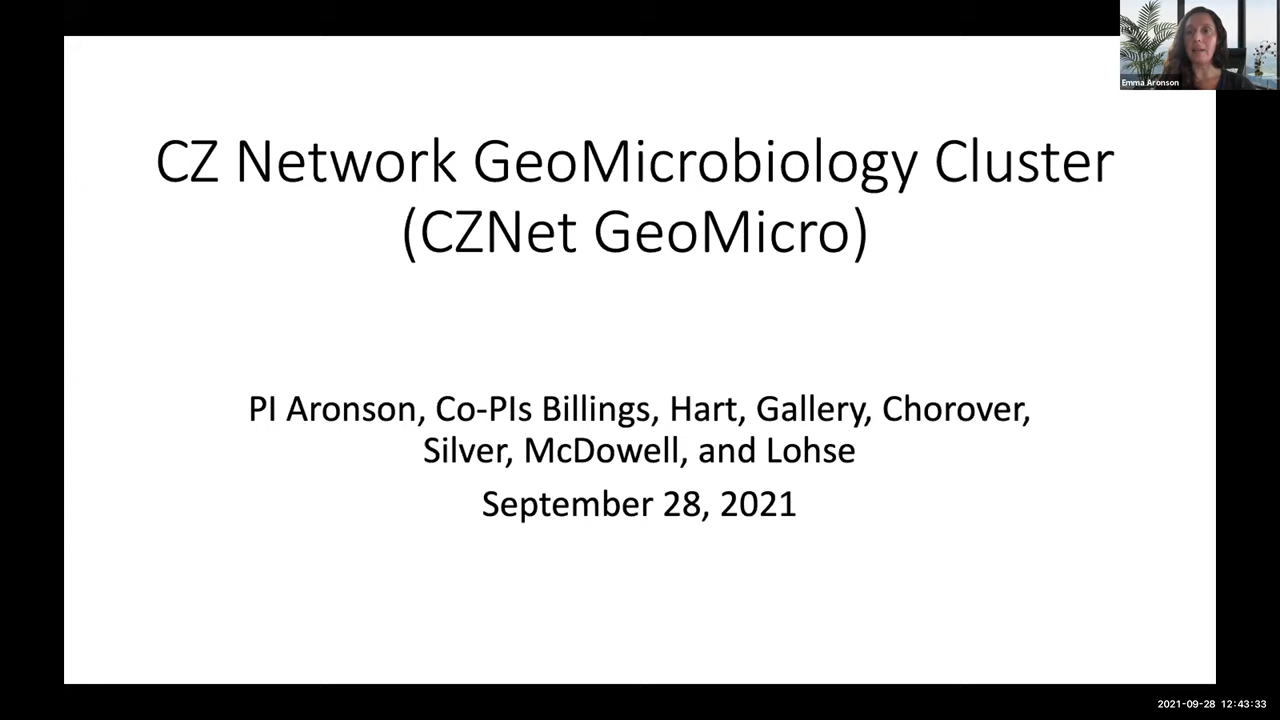 Emma Aronson
CZ Network GeoMicrobiology Cluster
(CZNet GeoMicro)
PI Aronson, Co-PIs Billings, Hart, Gallery, Chorover,
Silver, McDowell, and Lohse
September 28, 2021
2021-09-28 12:43:33